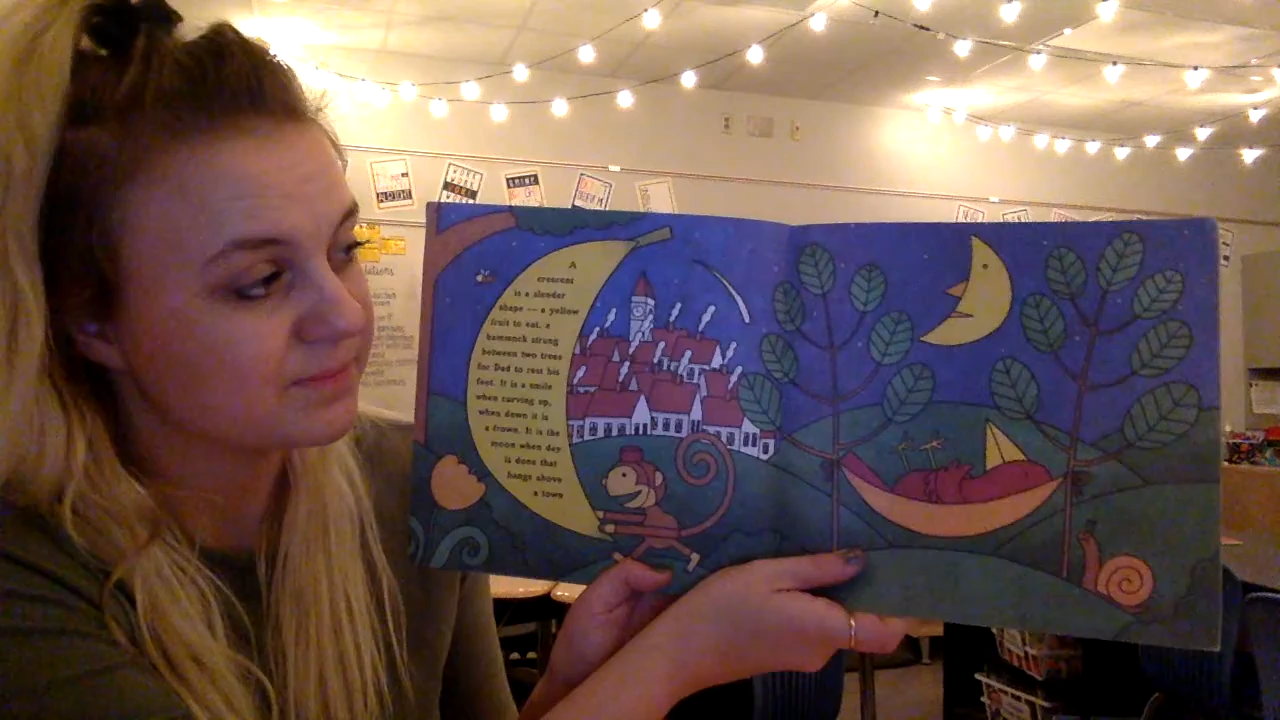 A
crescent
is a slender
shape — a yellow
fruit to eat, a
hammock strung
between two trees
for Dad to rest his
feet. It is a smile
when curving up,
when down it is
a frown. It is the
moon when day
is done that
hangs above
a town
WORK